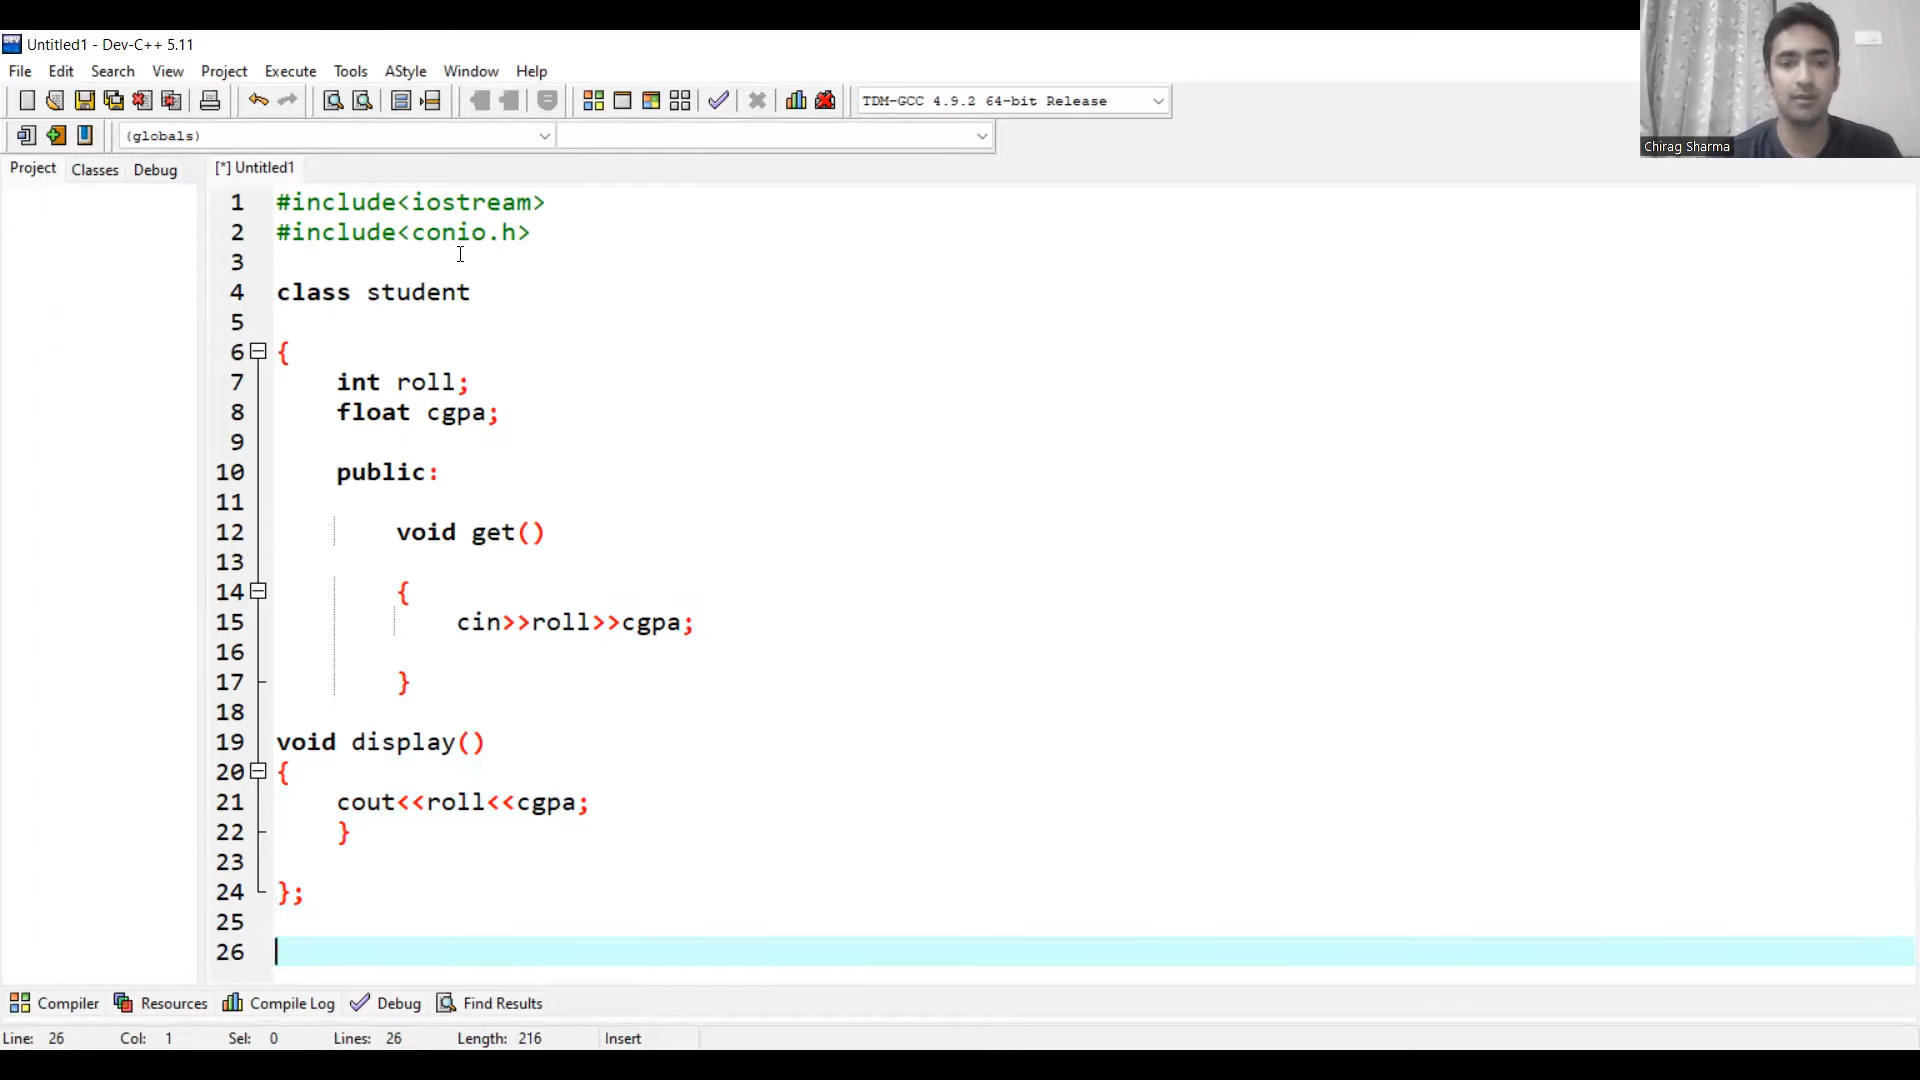 Untitled1 - Dev-C++ 5.11
File Edit Search View Project Execute Tools AStyle Window Help
TDM-GCC 4.9.2 64-bit Release
(globals)
Chirag Sharma
Project Classes Debug [*] Untitled1
1 #include<iostream>
2 #include<conio.h>
3
4 class student
5
6 {
7 int roll;
8 float cgpa;
9
10 public:
11
12 void get()
13
14 {
15 cin>>roll>>cgpa;
16
17 }
18
19 void display()
20 {
21 cout<<roll<<cgpa;
22 }
23
24 };
25
26
Compiler Resources Compile Log Debug Find Results
Line: 26 Col: 1 Sel: 0 Lines: 26 Length: 216 Insert